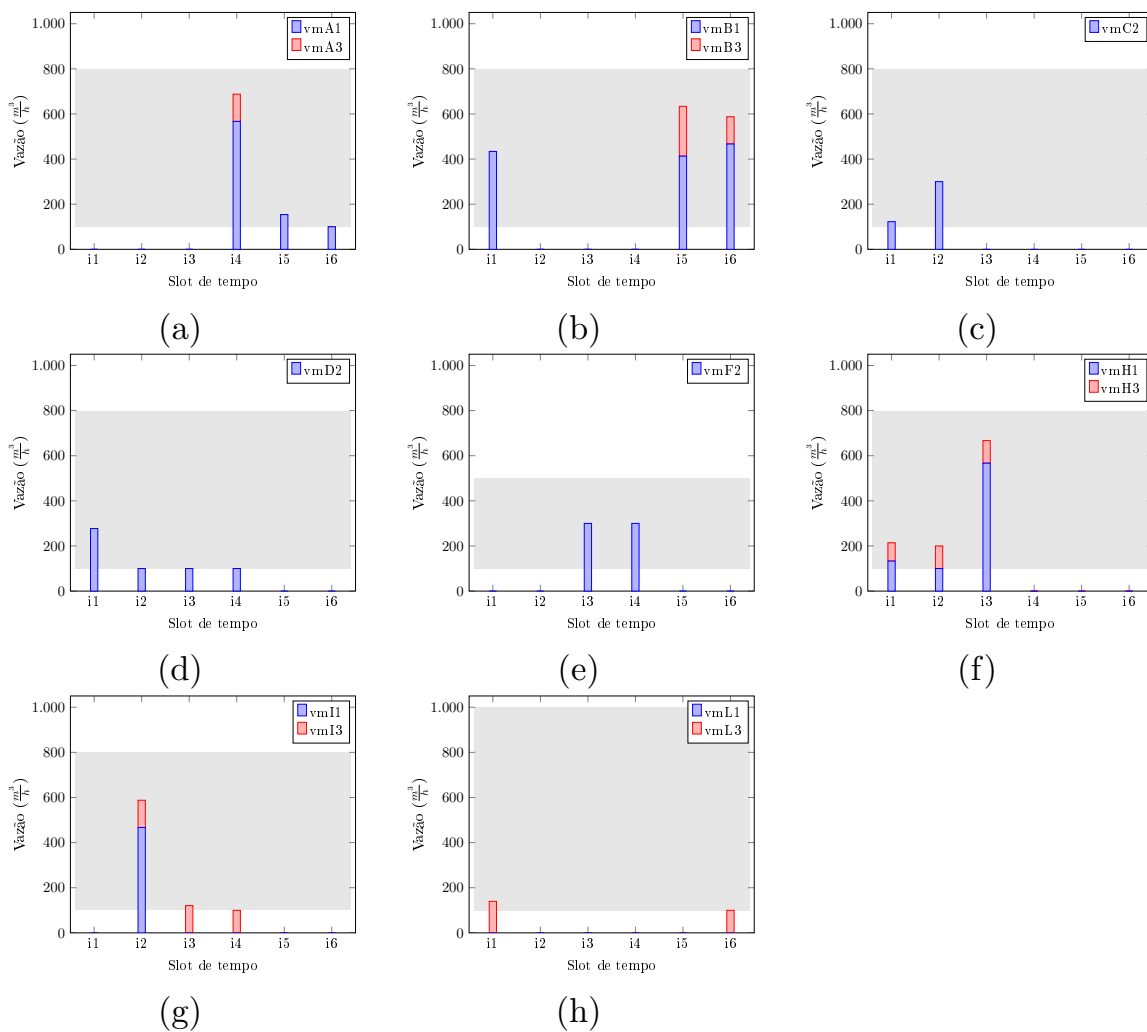 1.000
800
600
400
200
0
Vazão (m³/h)
i1 i2 i3 i4 i5 i6
Slot de tempo
vmA1
vmA3
(a)
1.000
800
600
400
200
0
Vazão (m³/h)
i1 i2 i3 i4 i5 i6
Slot de tempo
vmB1
vmB3
(b)
1.000
800
600
400
200
0
Vazão (m³/h)
i1 i2 i3 i4 i5 i6
Slot de tempo
vmC2
(c)
1.000
800
600
400
200
0
Vazão (m³/h)
i1 i2 i3 i4 i5 i6
Slot de tempo
vmD2
(d)
1.000
800
600
400
200
0
Vazão (m³/h)
i1 i2 i3 i4 i5 i6
Slot de tempo
vmF2
(e)
1.000
800
600
400
200
0
Vazão (m³/h)
i1 i2 i3 i4 i5 i6
Slot de tempo
vmH1
vmH3
(f)
1.000
800
600
400
200
0
Vazão (m³/h)
i1 i2 i3 i4 i5 i6
Slot de tempo
vmI1
vmI3
(g)
1.000
800
600
400
200
0
Vazão (m³/h)
i1 i2 i3 i4 i5 i6
Slot de tempo
vmL1
vmL3
(h)